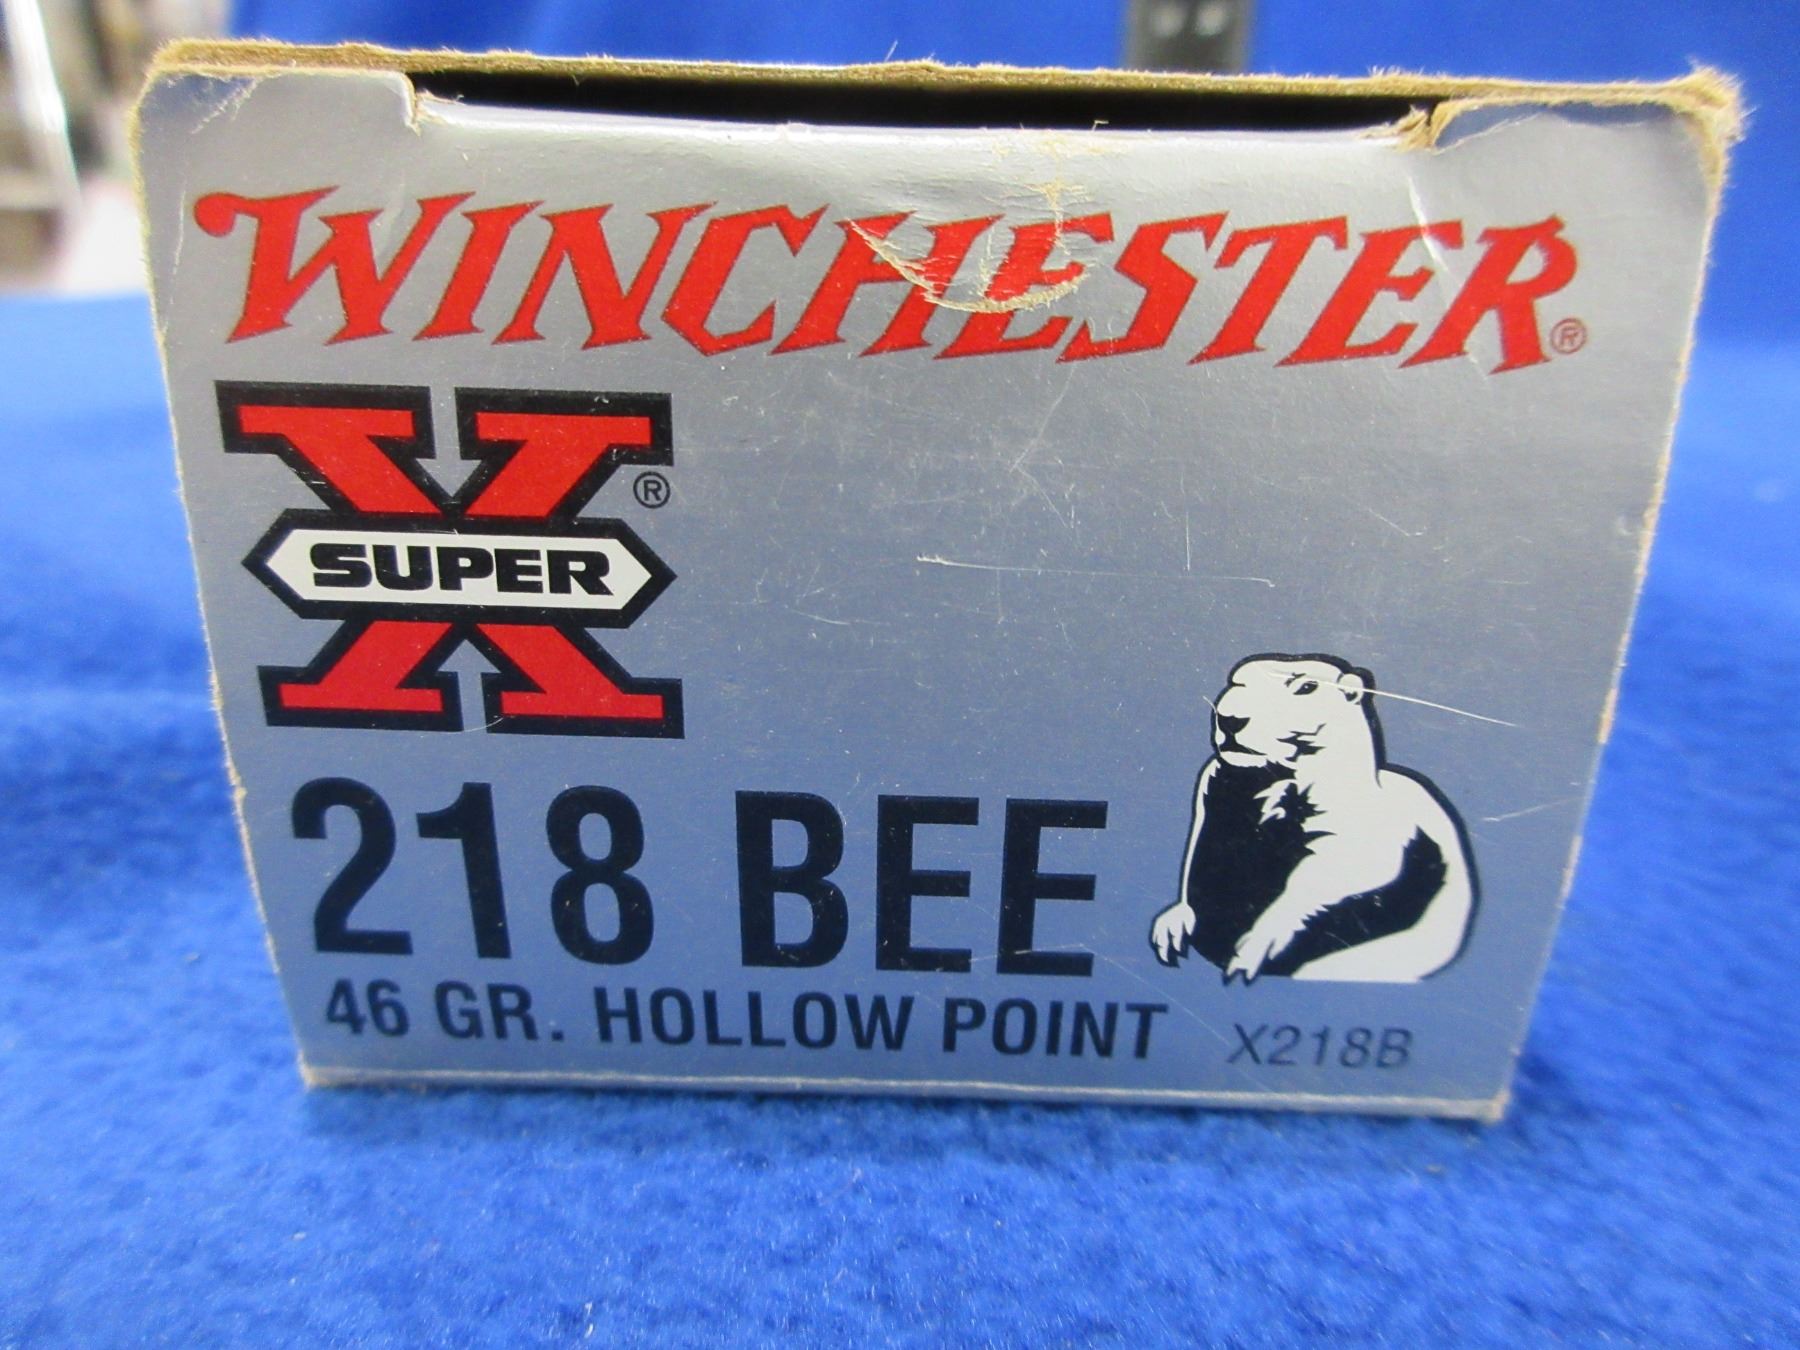 WINCHESTER®
X®
SUPER
218 BEE
46 GR. HOLLOW POINT X218B